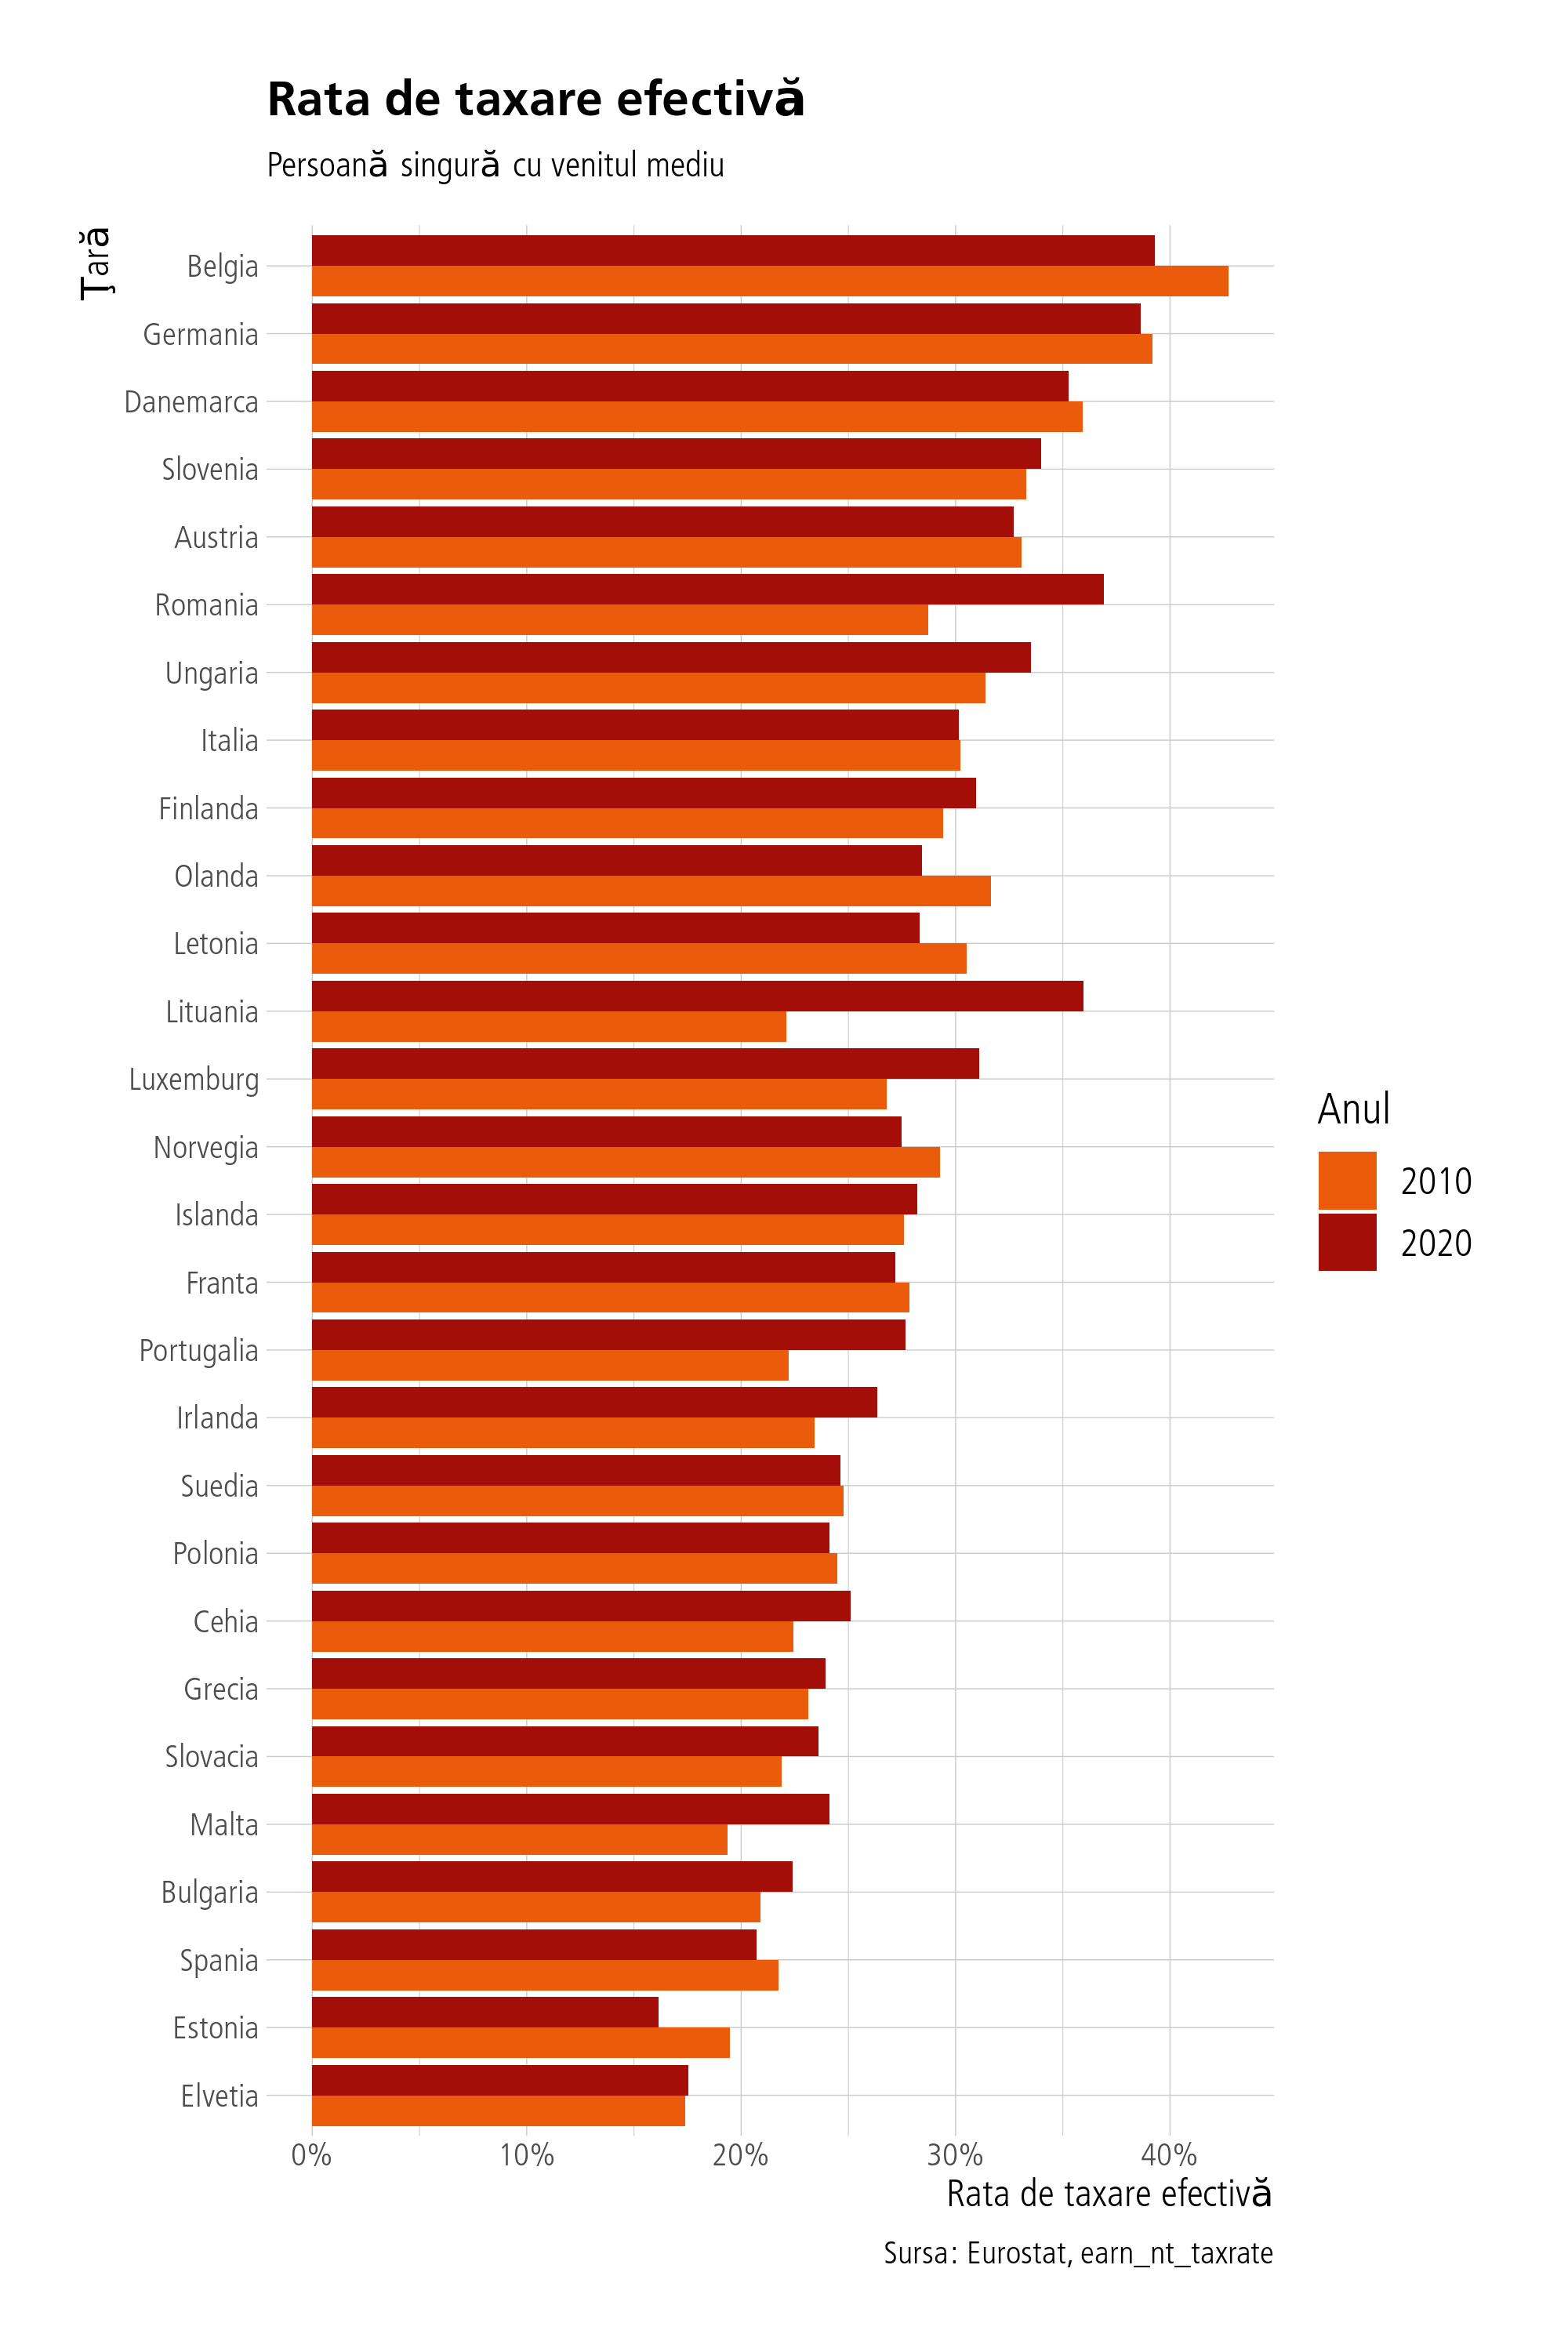 Rata de taxare efectivă
Persoană singură cu venitul mediu
Ţară
Belgia
Germania
Danemarca
Slovenia
Austria
Romania
Ungaria
Italia
Finlanda
Olanda
Letonia
Lituania
Luxemburg
Norvegia
Islanda
Franta
Portugalia
Irlanda
Suedia
Polonia
Cehia
Grecia
Slovacia
Malta
Bulgaria
Spania
Estonia
Elvetia
0% 10% 20% 30% 40%
Rata de taxare efectivă
Sursa: Eurostat, earn_nt_taxrate
Anul
2010
2020